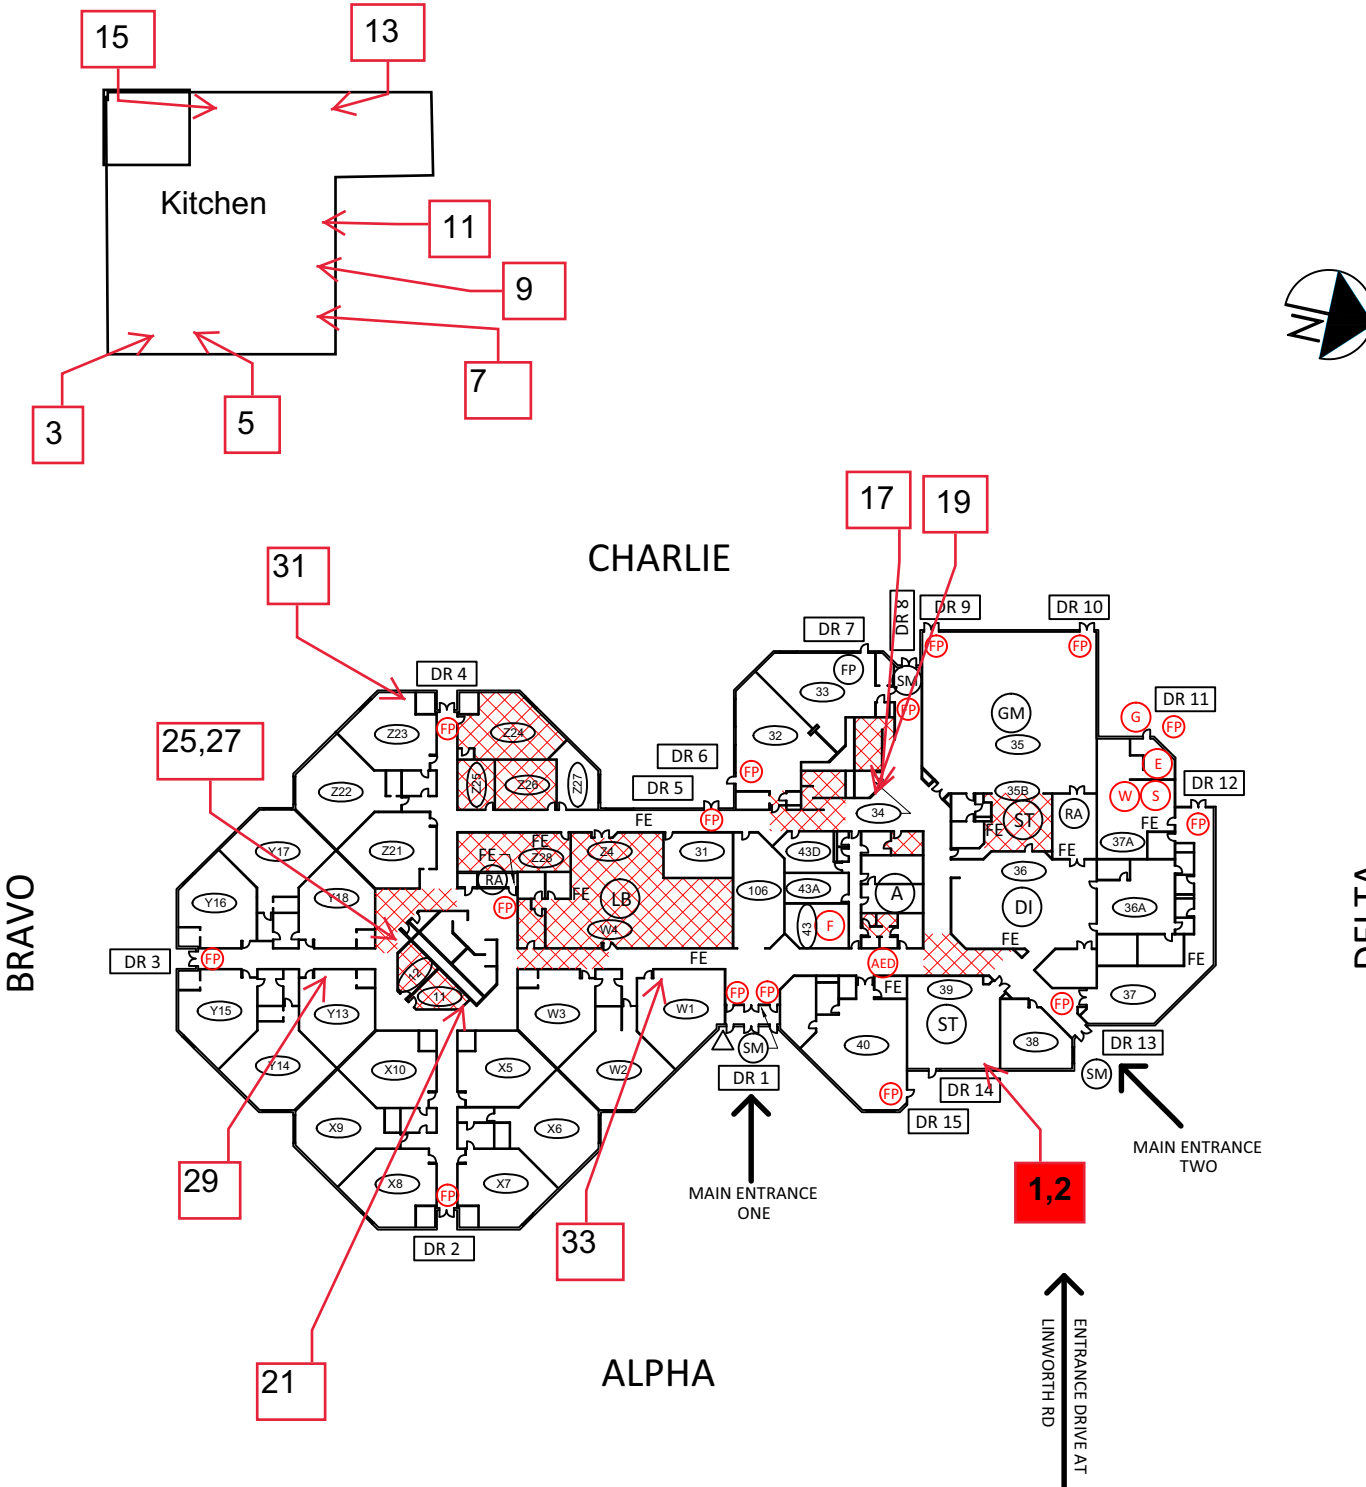 15
13
Kitchen
11
9
7
3
5
N
17
19
CHARLIE
31
DR 8
DR 9
DR 10
DR 7
FP
FP
FP
SM
33
DR 4
FP
G
DR 11
FP
GM
35
25,27
Z23
FP
Z24
32
DR 6
FP
E
Z25
Z26
Z27
DR 5
W
S
DR 12
Z22
35B
34
FE
FP
ST
RA
FE
FP
FE
37A
Y17
Z21
FE
Z28
Z4
31
43D
36
FE
RA
106
43A
A
Y16
Y18
FP
FE
LB
DI
36A
W4
43
F
FE
BRAVO
DELTA
DR 3
FP
FE
AED
FE
12
11
FE
39
37
FP
FP
FP
Y15
Y13
W3
W1
ST
38
DR 13
40
SM
SM
Y14
X10
X5
W2
DR 1
DR 14
FP
DR 15
X9
X6
MAIN ENTRANCE
TWO
29
X8
FP
X7
MAIN ENTRANCE
ONE
1,2
33
DR 2
21
ALPHA
ENTRANCE DRIVE AT
LINWORTH RD